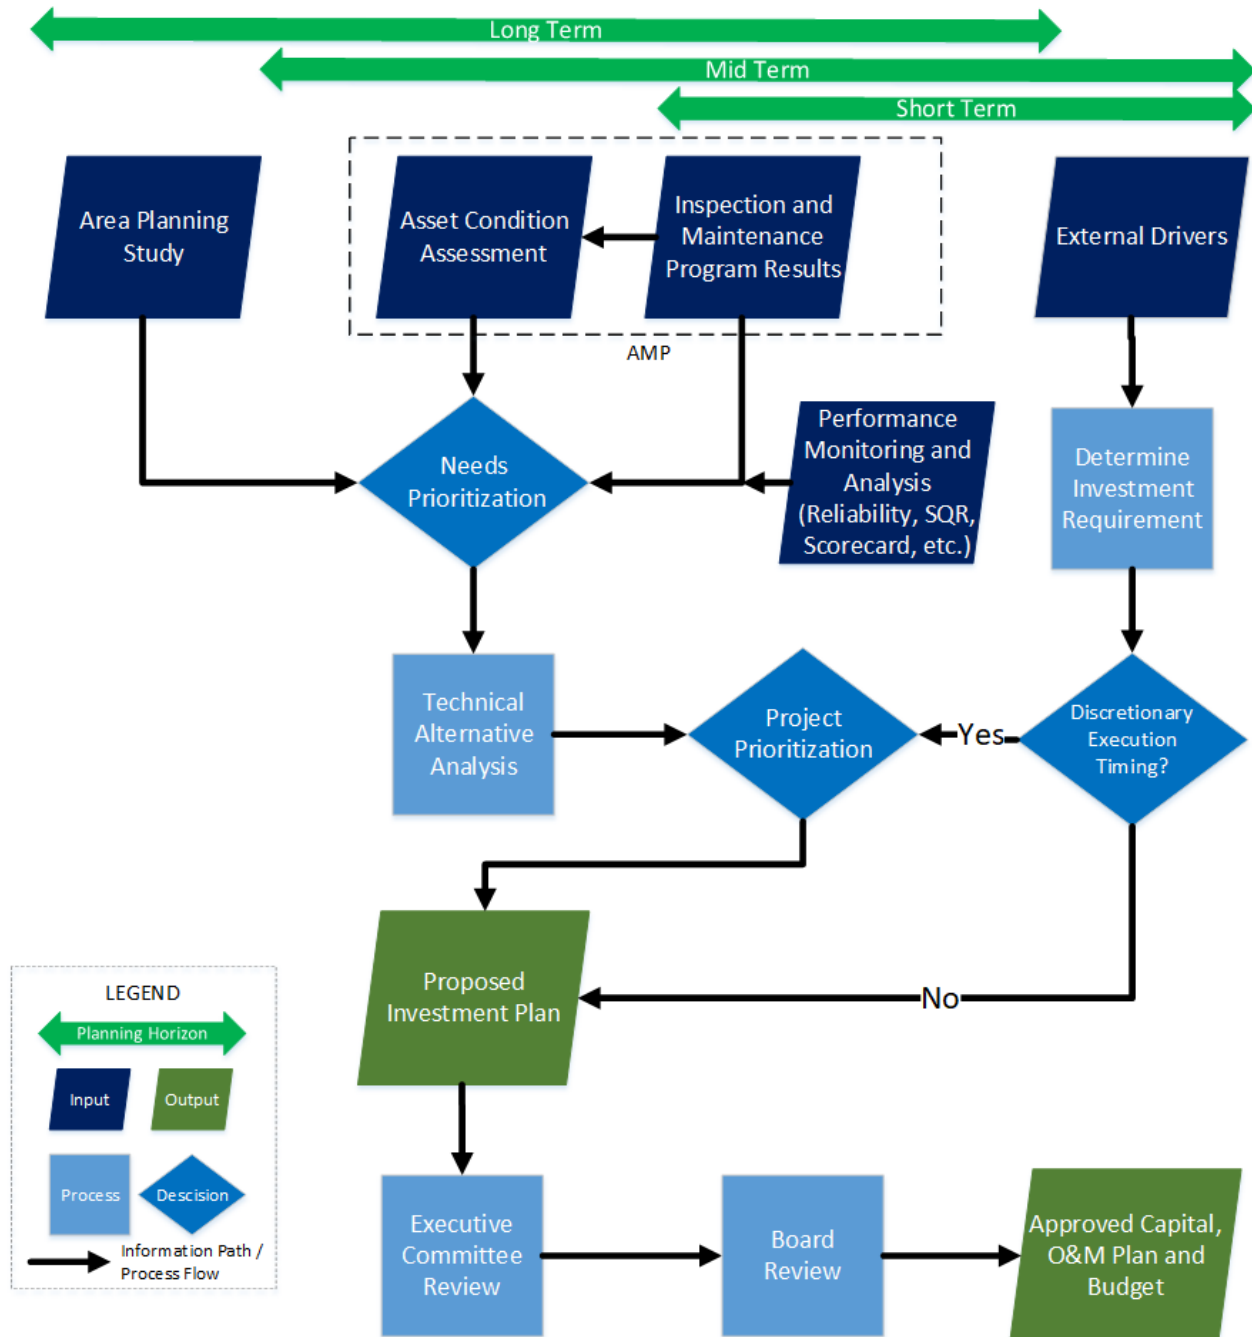 Long Term
Mid Term
Short Term
Area Planning
Study
Asset Condition
Assessment
Inspection and
Maintenance
Program Results
External Drivers
AMP
Needs
Prioritization
Performance
Monitoring and
Analysis
(Reliability, SQR,
Scorecard, etc.)
Determine
Investment
Requirement
Technical
Alternative
Analysis
Project
Prioritization
Yes
Discretionary
Execution
Timing?
Proposed
Investment Plan
No
LEGEND
Planning Horizon
Input
Output
Process
Descision
Information Path /
Process Flow
Executive
Committee
Review
Board
Review
Approved Capital,
O&M Plan and
Budget